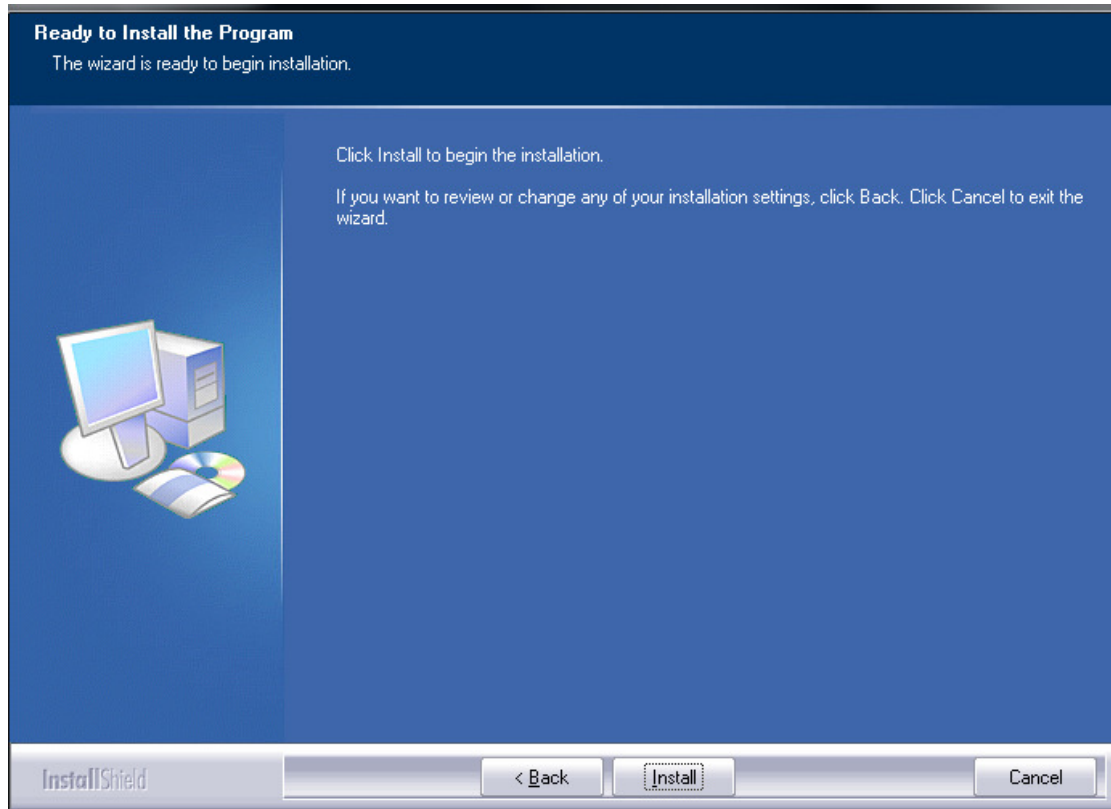 Ready to Install the Program
The wizard is ready to begin installation.
Click Install to begin the installation.
If you want to review or change any of your installation settings, click Back. Click Cancel to exit the
wizard.
InstallShield
< Back
Install
Cancel